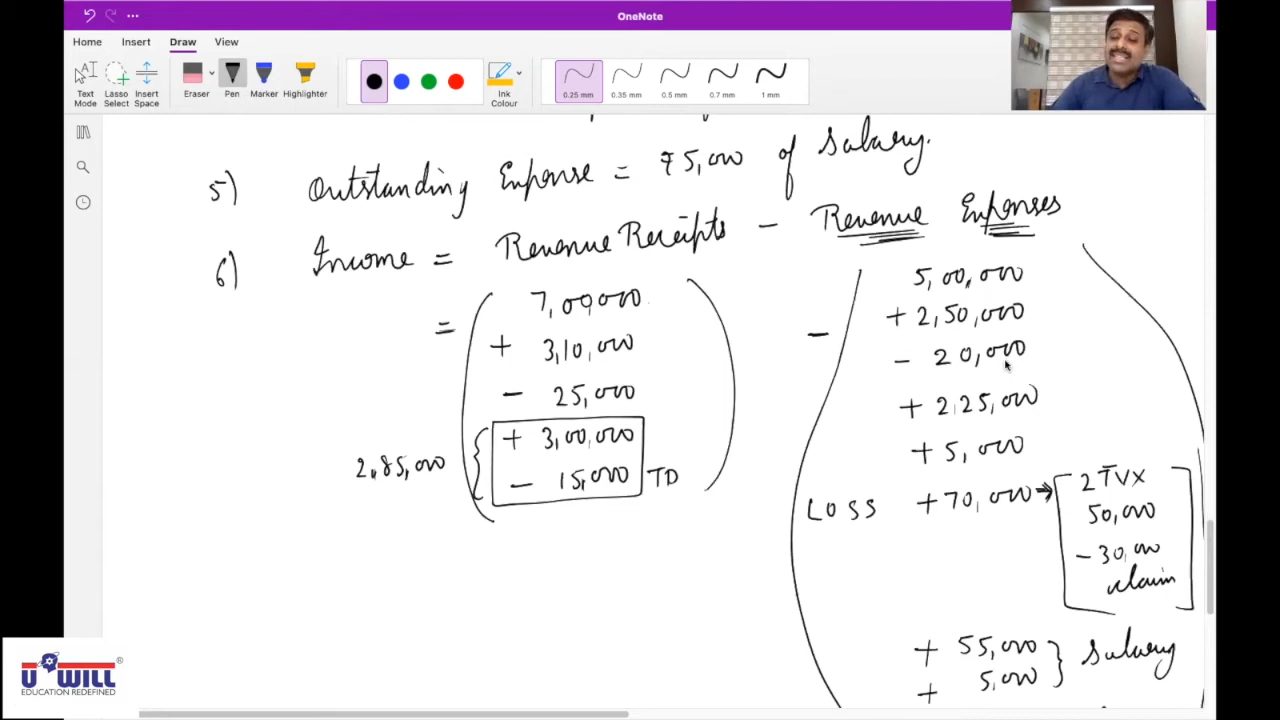 OneNote
Home Insert Draw View
Text Mode
Lasso Select
Insert Space
Eraser
Pen
Marker
Highlighter
Ink Colour
0.25 mm
0.35 mm
0.5 mm
0.7 mm
1 mm
5) Outstanding Expense = ₹5,000 of salary.
6) Income = Revenue Receipts - Revenue Expenses
= ( 7,00,000
+ 3,10,000
- 25,000
+ 3,00,000
- 15,000 ) TD
2,85,000
- ( 5,00,000
+ 2,50,000
- 20,000
+ 2,25,000
+ 5,000
LOSS +70,000 → [ 2 TVX
50,000
- 30,000
claim ]
+ 55,000
+ 5,000 } salary
U WILL ®
EDUCATION REDEFINED